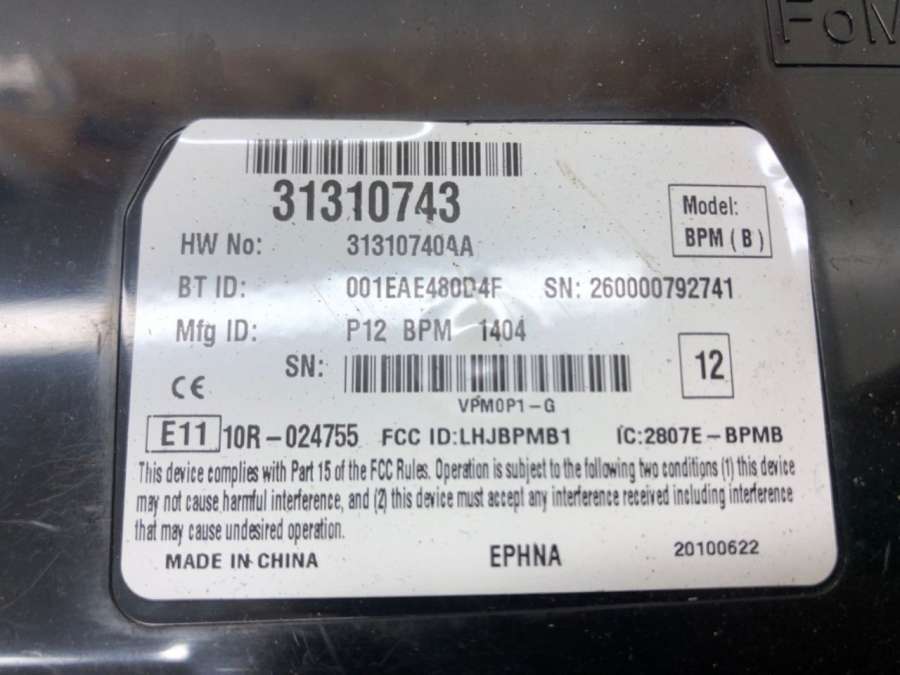 FoM
31310743
Model:
BPM ( B )
HW No: 31310740AA
BT ID: 001EAE480D4F SN: 260000792741
Mfg ID: P12 BPM 1404
SN:
12
VPM0P1-G
CE
E11 10R-024755 FCC ID:LHJBPMB1 IC:2807E-BPMB
This device complies with Part 15 of the FCC Rules. Operation is subject to the following two conditions (1) this device
may not cause harmful interference, and (2) this device must accept any interference received including interference
that may cause undesired operation.
MADE IN CHINA EPHNA 20100622